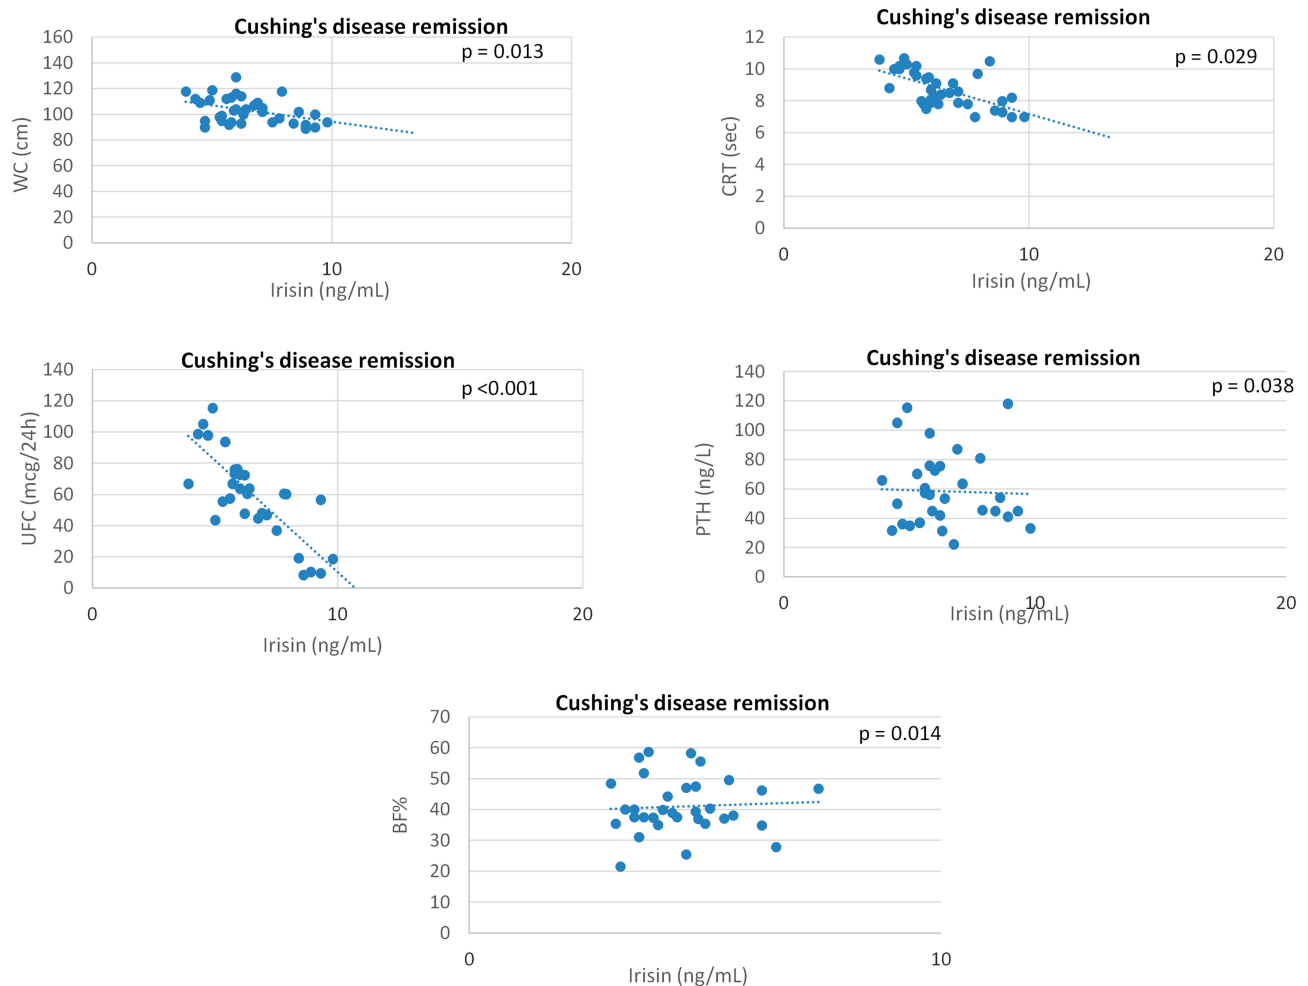 Cushing's disease remission
p = 0.013
160
140
120
100
80
60
40
20
0
WC (cm)
0 10 20
Irisin (ng/mL)
Cushing's disease remission
p = 0.029
12
10
8
6
4
2
0
CRT (sec)
0 10 20
Irisin (ng/mL)
Cushing's disease remission
p <0.001
140
120
100
80
60
40
20
0
UFC (mcg/24h)
0 10 20
Irisin (ng/mL)
Cushing's disease remission
p = 0.038
140
120
100
80
60
40
20
0
PTH (ng/L)
0 10 20
Irisin (ng/mL)
Cushing's disease remission
p = 0.014
70
60
50
40
30
20
10
0
BF%
0 10
Irisin (ng/mL)